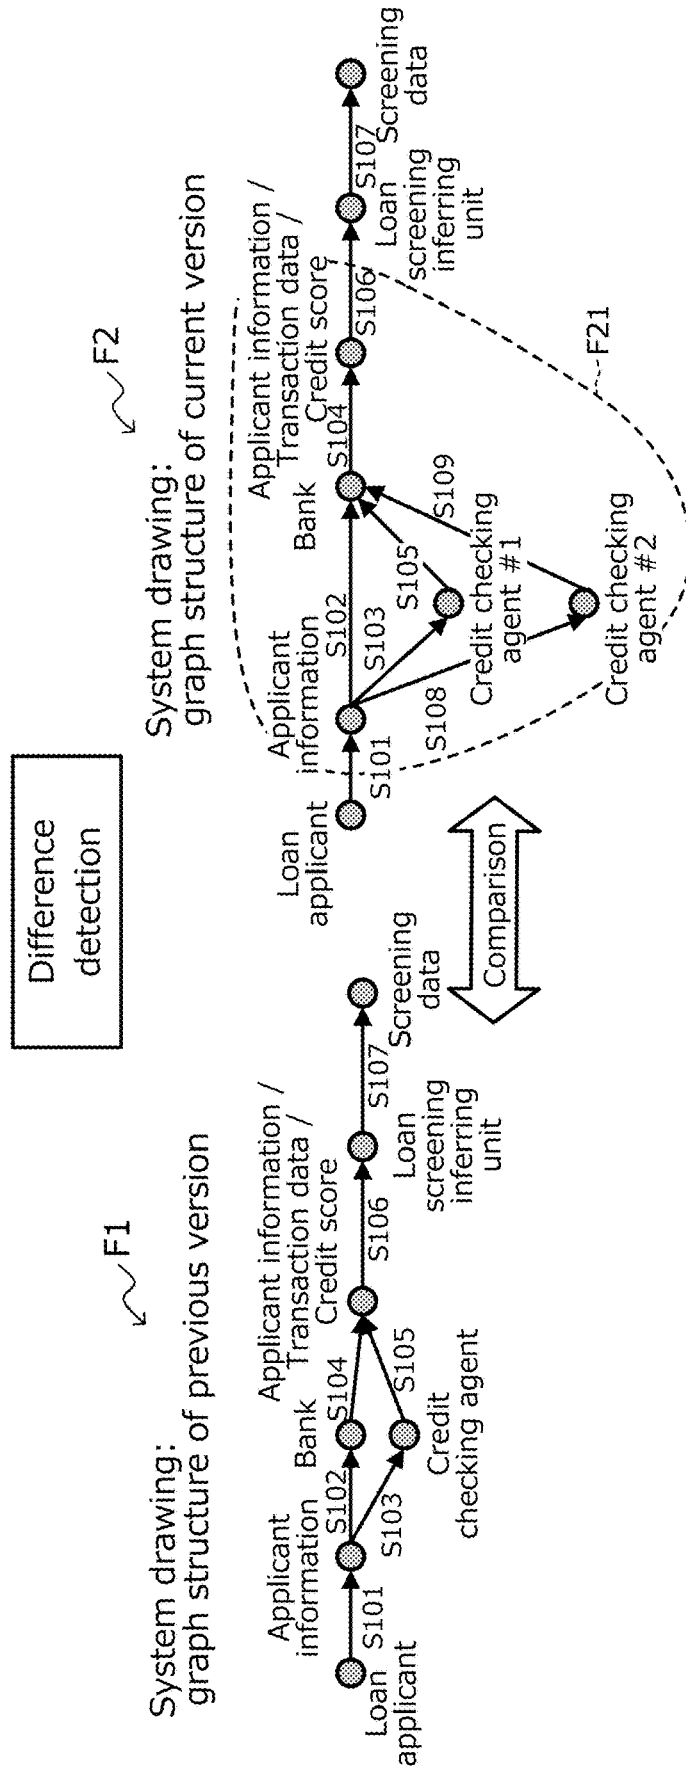 Difference
detection
System drawing:
graph structure of previous version
F1
Loan
applicant
S101
Applicant
information
S102
S103
Bank
Credit
checking agent
S104
S105
Applicant information /
Transaction data /
Credit score
S106
Loan
screening
inferring
unit
S107
Screening
data
Comparison
System drawing:
graph structure of current version
F2
Loan
applicant
S101
Applicant
information
S102
S103
S108
Bank
Credit checking
agent #1
Credit checking
agent #2
S105
S109
S104
Applicant information /
Transaction data /
Credit score
S106
Loan
screening
inferring
unit
S107
Screening
data
F21